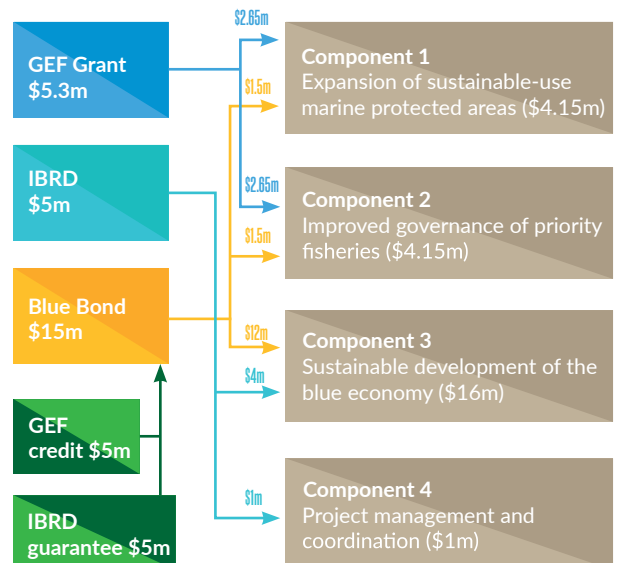 GEF Grant
$5.3m
IBRD
$5m
Blue Bond
$15m
GEF
credit $5m
IBRD
guarantee $5m
$2.65m
$1.5m
$2.65m
$1.5m
$12m
$4m
$1m
Component 1
Expansion of sustainable-use
marine protected areas ($4.15m)
Component 2
Improved governance of priority
fisheries ($4.15m)
Component 3
Sustainable development of the
blue economy ($16m)
Component 4
Project management and
coordination ($1m)